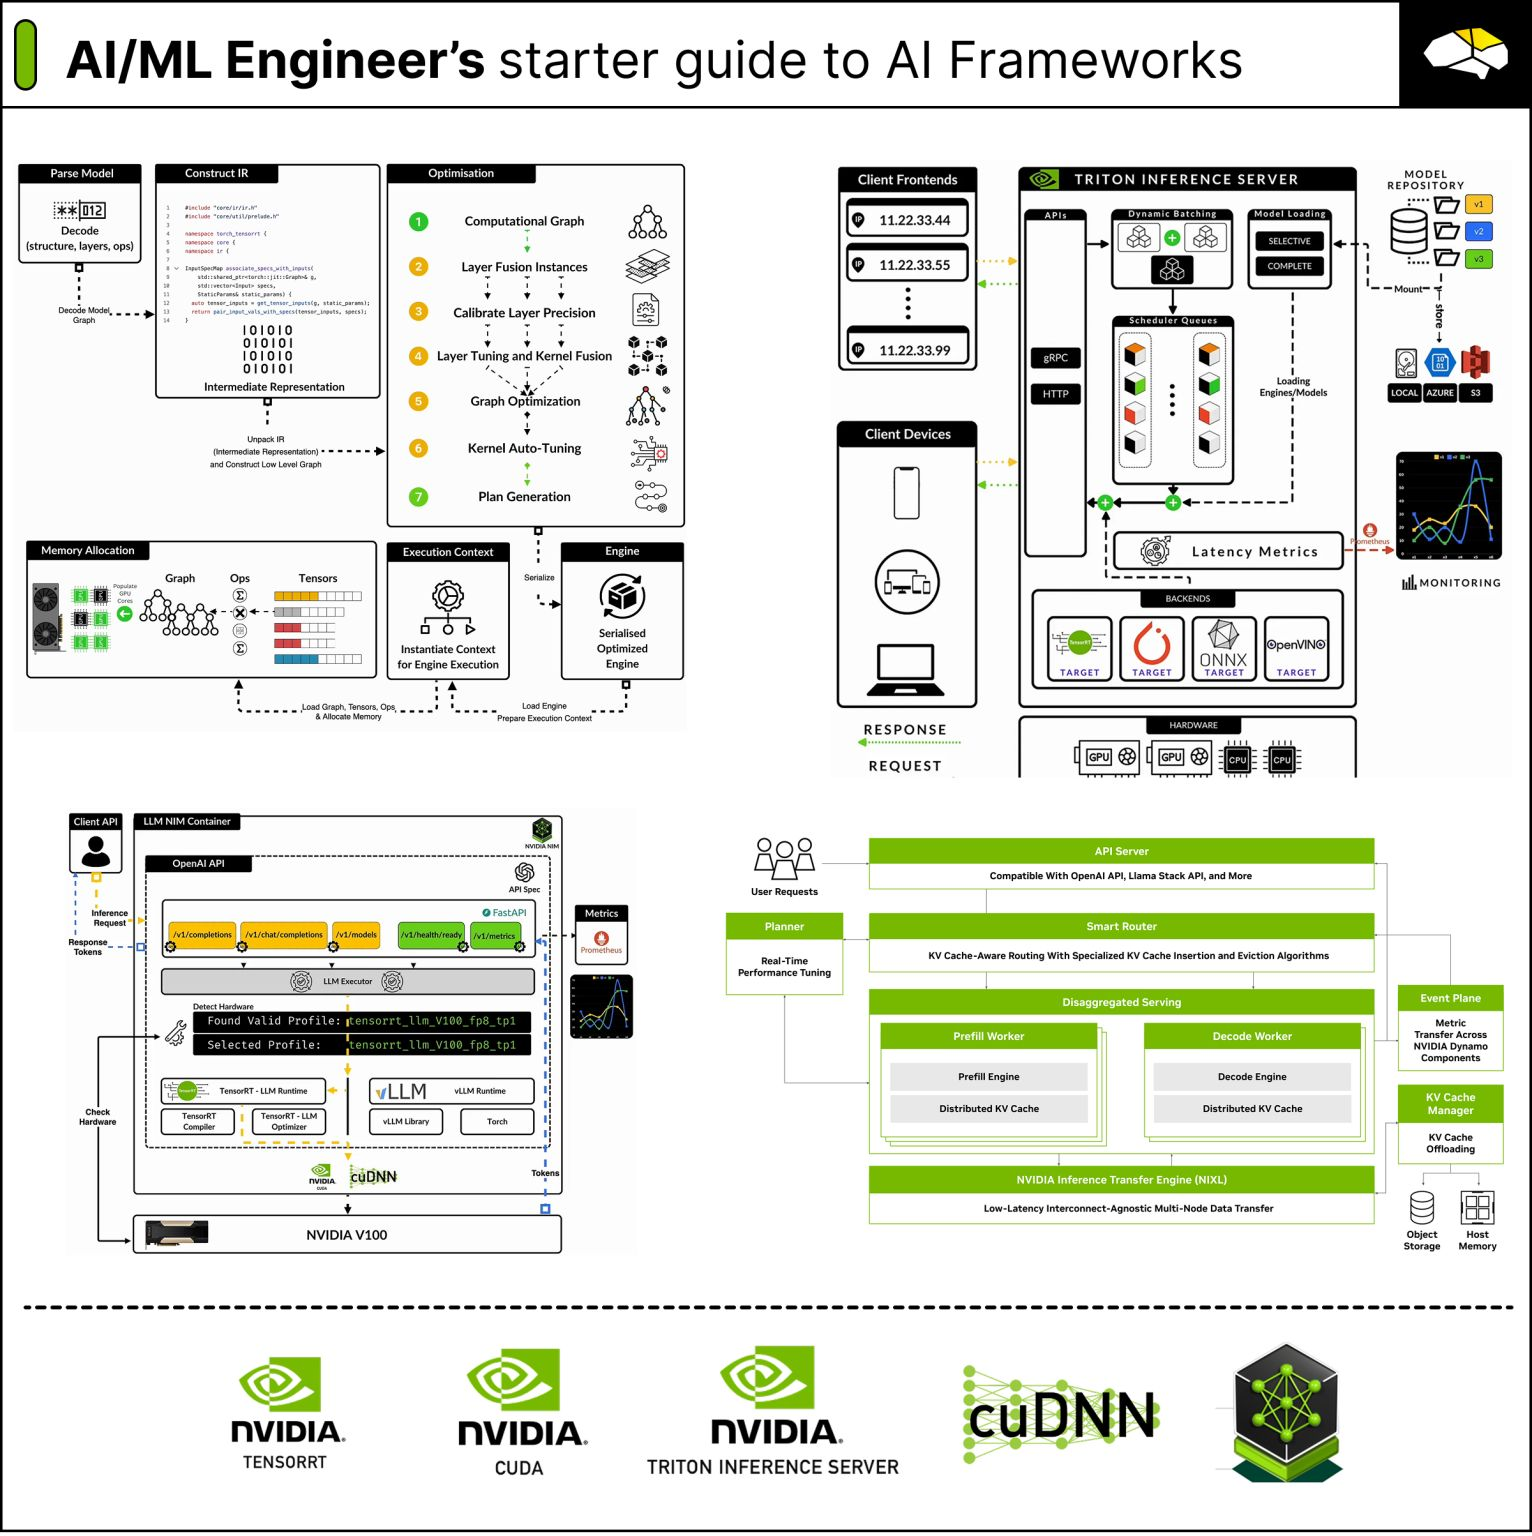 AI/ML Engineer's starter guide to AI Frameworks
Parse Model
**012
Decode
(structure, layers, ops)
Decode Model
Graph
Construct IR
1 #include "core/ir/ir.h"
2 #include "core/util/prelude.h"
3
4 namespace torch_tensorrt {
5 namespace core {
6 namespace ir {
7
8 InputSpecMap associate_specs_with_inputs(
9 std::shared_ptr<torch::jit::Graph>& g,
10 std::vector<Input> specs,
11 StaticParams& static_params) {
12 auto tensor_inputs = get_tensor_inputs(g, static_params);
13 return pair_input_vals_with_specs(tensor_inputs, specs);
14 }
101010
010101
101010
010101
Intermediate Representation
Unpack IR
(Intermediate Representation)
and Construct Low Level Graph
Optimisation
1 Computational Graph
2 Layer Fusion Instances
3 Calibrate Layer Precision
4 Layer Tuning and Kernel Fusion
5 Graph Optimization
6 Kernel Auto-Tuning
7 Plan Generation
Memory Allocation
Populate
GPU
Cores
Graph
Ops
Tensors
Σ
Σ
Execution Context
Instantiate Context
for Engine Execution
Serialize
Engine
Serialised
Optimized
Engine
Load Graph, Tensors, Ops
& Allocate Memory
Load Engine
Prepare Execution Context
Client Frontends
IP 11.22.33.44
IP 11.22.33.55
IP 11.22.33.99
Client Devices
RESPONSE
REQUEST
TRITON INFERENCE SERVER
APIs
gRPC
HTTP
Dynamic Batching
Model Loading
SELECTIVE
COMPLETE
Scheduler Queues
Loading
Engines/Models
Latency Metrics
Prometheus
BACKENDS
TensorRT
TARGET
TARGET
ONNX
TARGET
OpenVINO
TARGET
HARDWARE
GPU
GPU
CPU
CPU
MODEL
REPOSITORY
v1
v2
v3
Mount
store
10
01
LOCAL
AZURE
S3
MONITORING
Client API
Inference
Request
Response
Tokens
Check
Hardware
LLM NIM Container
NVIDIA NIM
OpenAI API
API Spec
FastAPI
/v1/completions
/v1/chat/completions
/v1/models
/v1/health/ready
/v1/metrics
LLM Executor
Detect Hardware
Found Valid Profile: tensorrt_llm_V100_fp8_tp1
Selected Profile: tensorrt_llm_V100_fp8_tp1
TensorRT
TensorRT - LLM Runtime
TensorRT
Compiler
TensorRT - LLM
Optimizer
vLLM
vLLM Runtime
vLLM Library
Torch
NVIDIA
CUDA
cuDNN
Tokens
NVIDIA V100
Metrics
Prometheus
User Requests
API Server
Compatible With OpenAI API, Llama Stack API, and More
Planner
Real-Time
Performance Tuning
Smart Router
KV Cache-Aware Routing With Specialized KV Cache Insertion and Eviction Algorithms
Disaggregated Serving
Prefill Worker
Prefill Engine
Distributed KV Cache
Decode Worker
Decode Engine
Distributed KV Cache
NVIDIA Inference Transfer Engine (NIXL)
Low-Latency Interconnect-Agnostic Multi-Node Data Transfer
Event Plane
Metric
Transfer Across
NVIDIA Dynamo
Components
KV Cache
Manager
KV Cache
Offloading
Object
Storage
Host
Memory
NVIDIA.
TENSORRT
NVIDIA.
CUDA
NVIDIA.
TRITON INFERENCE SERVER
cuDNN